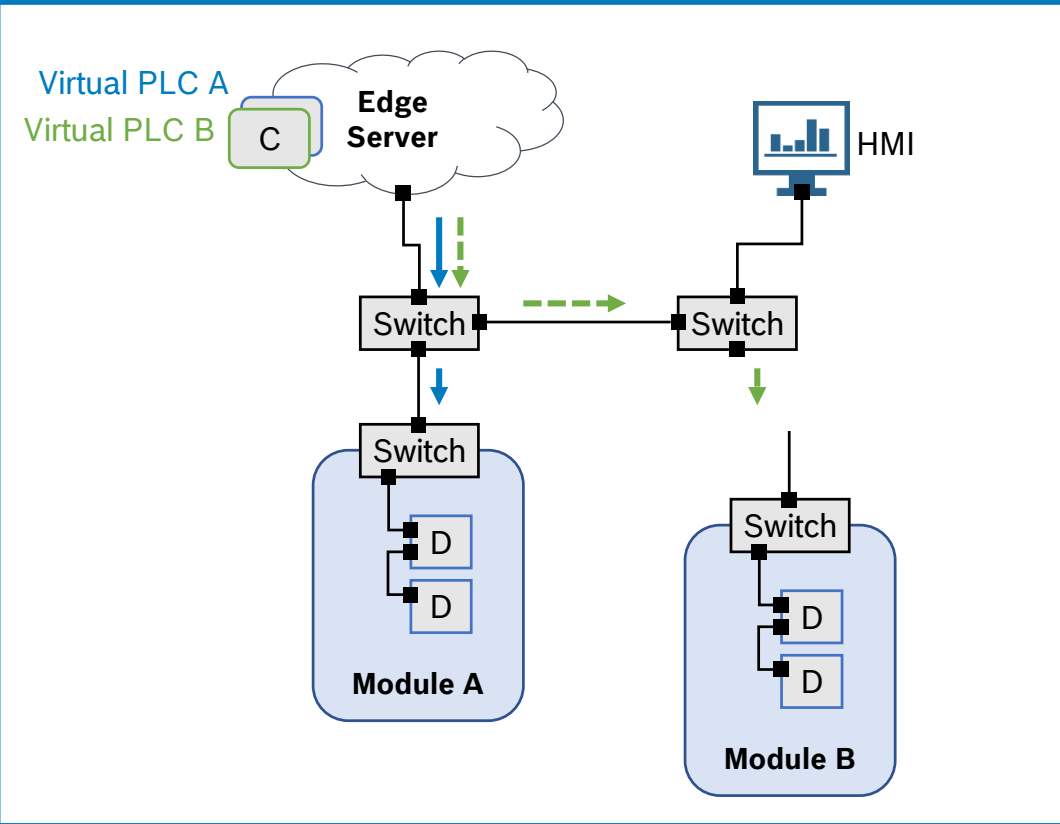 Virtual PLC A
Virtual PLC B
C
Edge
Server
HMI
Switch
Switch
Switch
D
D
Module A
Switch
D
D
Module B